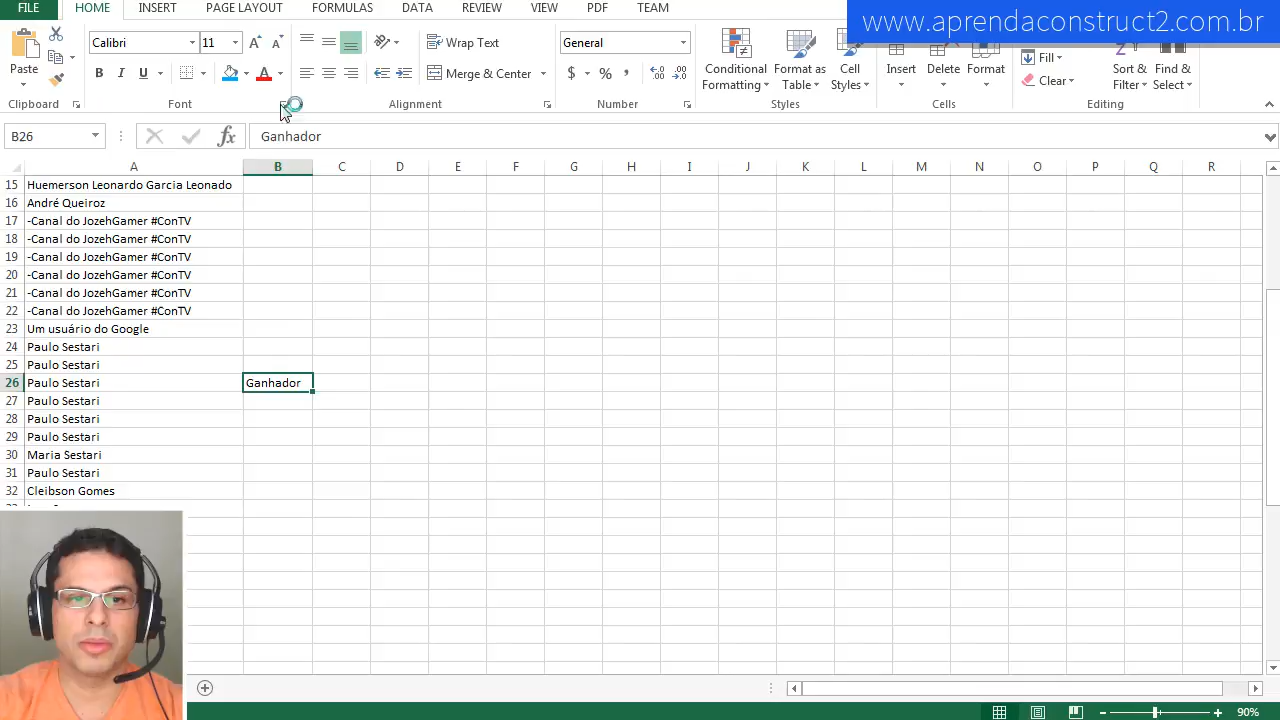 FILE HOME INSERT PAGE LAYOUT FORMULAS DATA REVIEW VIEW PDF TEAM
www.aprendaconstruct2.com.br
Paste
Calibri 11
B I U
Wrap Text
Merge & Center
General
$ % ,
Conditional Formatting
Format as Table
Cell Styles
Insert
Delete
Format
Fill
Clear
Sort & Filter
Find & Select
Clipboard Font Alignment Number Styles Cells Editing
B26 fx Ganhador
A B C D E F G H I J K L M N O P Q R
15 Huemerson Leonardo Garcia Leonado
16 André Queiroz
17 -Canal do JozehGamer #ConTV
18 -Canal do JozehGamer #ConTV
19 -Canal do JozehGamer #ConTV
20 -Canal do JozehGamer #ConTV
21 -Canal do JozehGamer #ConTV
22 -Canal do JozehGamer #ConTV
23 Um usuário do Google
24 Paulo Sestari
25 Paulo Sestari
26 Paulo Sestari Ganhador
27 Paulo Sestari
28 Paulo Sestari
29 Paulo Sestari
30 Maria Sestari
31 Paulo Sestari
32 Cleibson Gomes
90%